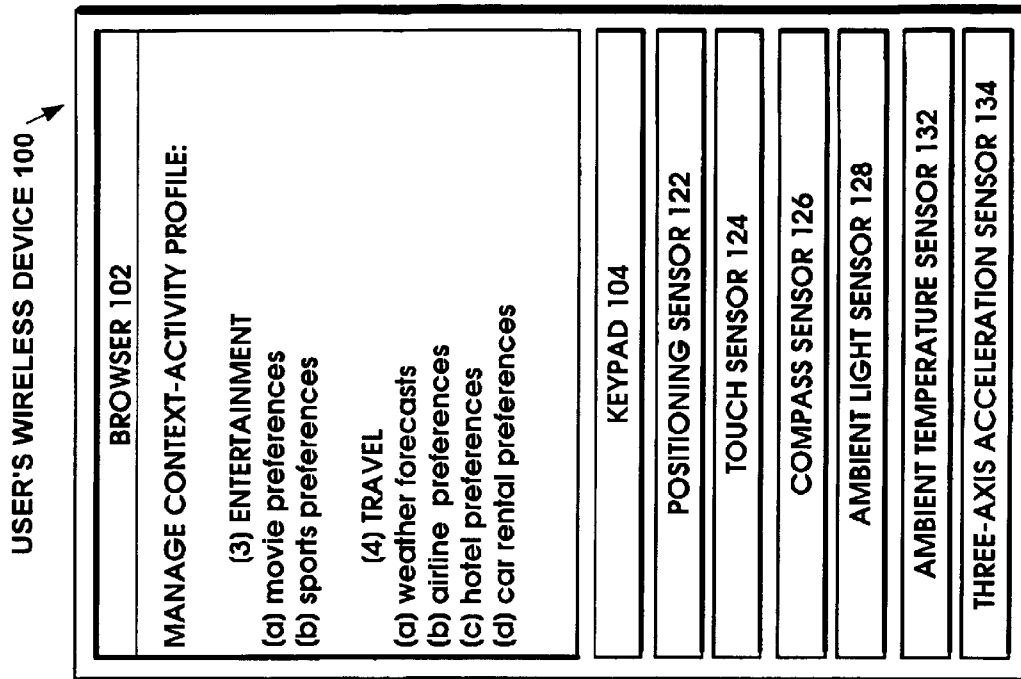 USER'S WIRELESS DEVICE 100
BROWSER 102
MANAGE CONTEXT-ACTIVITY PROFILE:
(3) ENTERTAINMENT
(a) movie preferences
(b) sports preferences
(4) TRAVEL
(a) weather forecasts
(b) airline preferences
(c) hotel preferences
(d) car rental preferences
KEYPAD 104
POSITIONING SENSOR 122
TOUCH SENSOR 124
COMPASS SENSOR 126
AMBIENT LIGHT SENSOR 128
AMBIENT TEMPERATURE SENSOR 132
THREE-AXIS ACCELERATION SENSOR 134